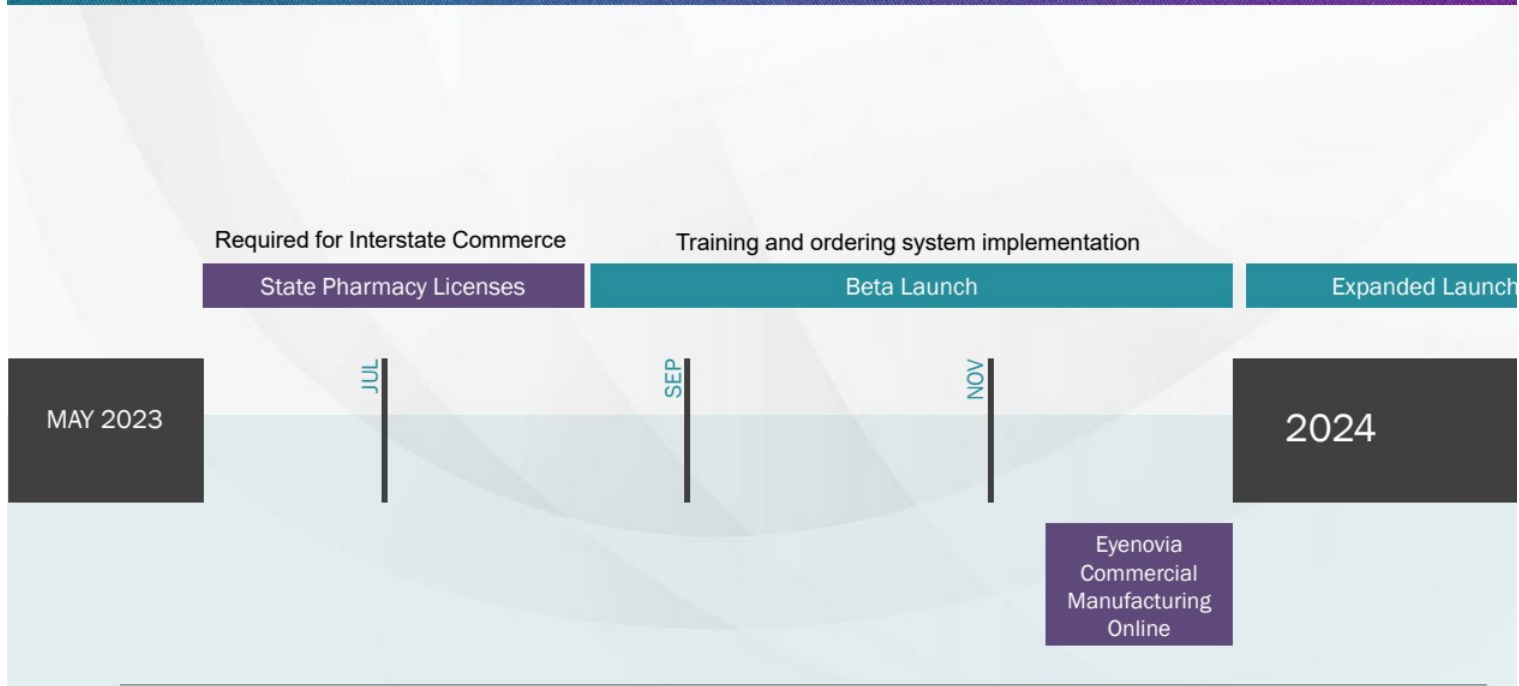 Required for Interstate Commerce
Training and ordering system implementation
State Pharmacy Licenses
Beta Launch
Expanded Launch
JUL
SEP
NOV
MAY 2023
2024
Eyenovia
Commercial
Manufacturing
Online